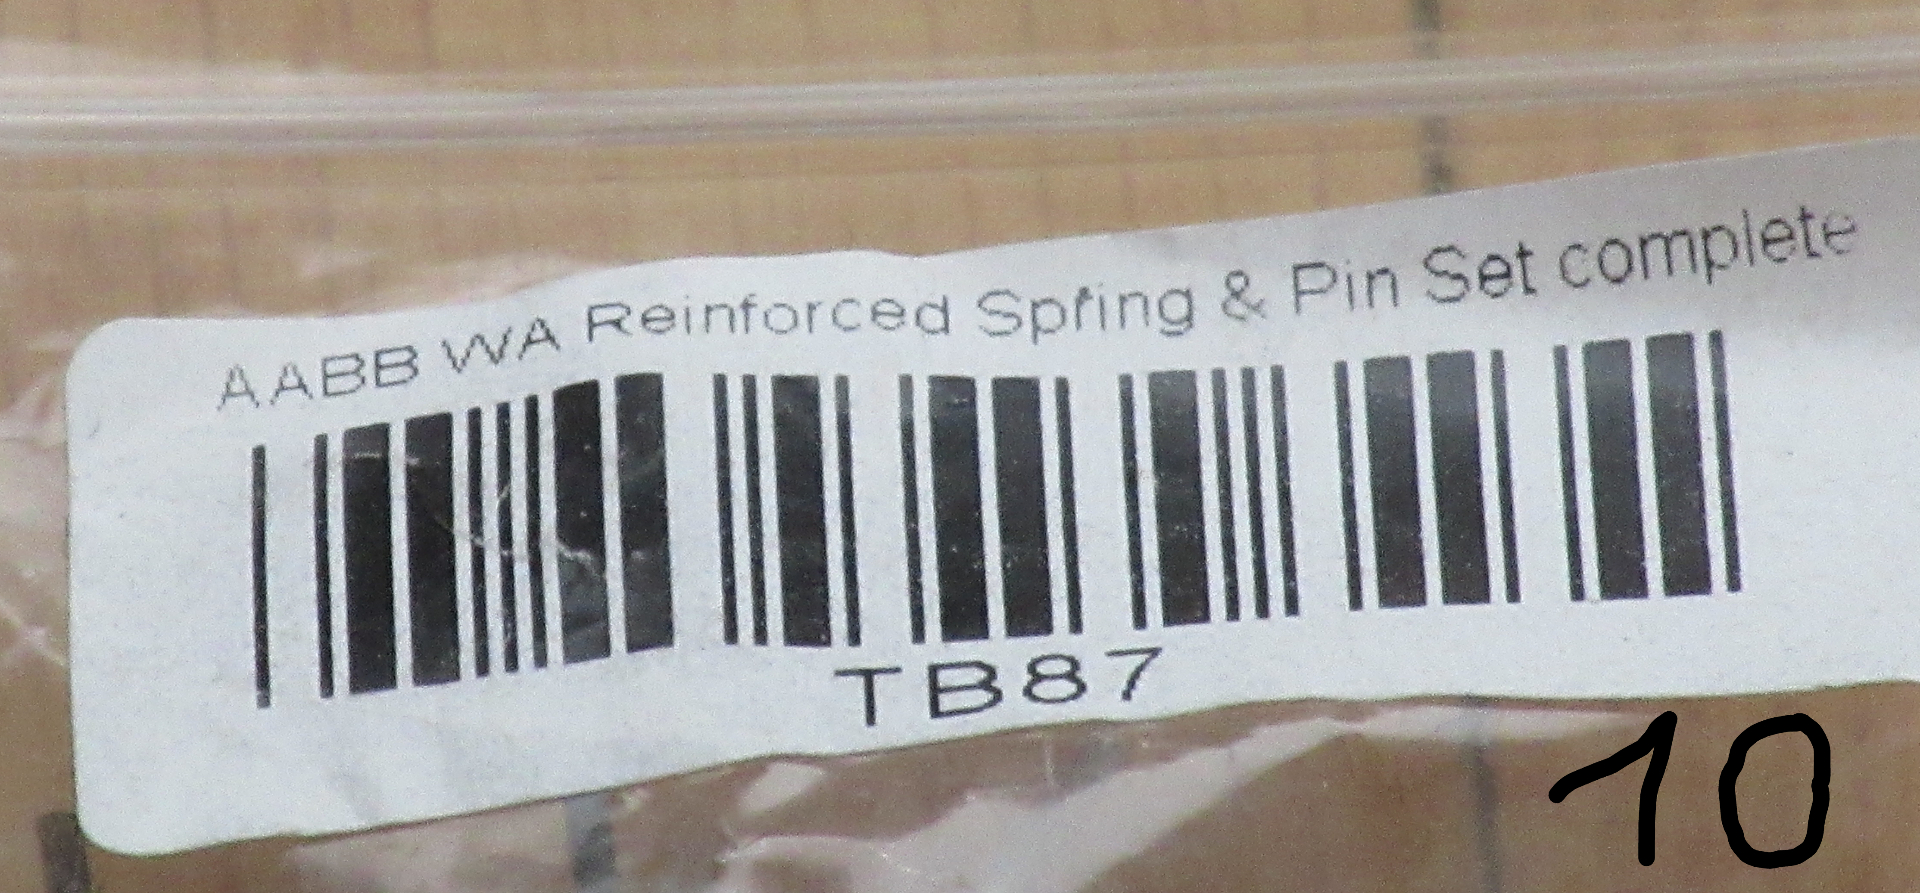 AABB WA Reinforced Spring & Pin Set complete
TB87
10